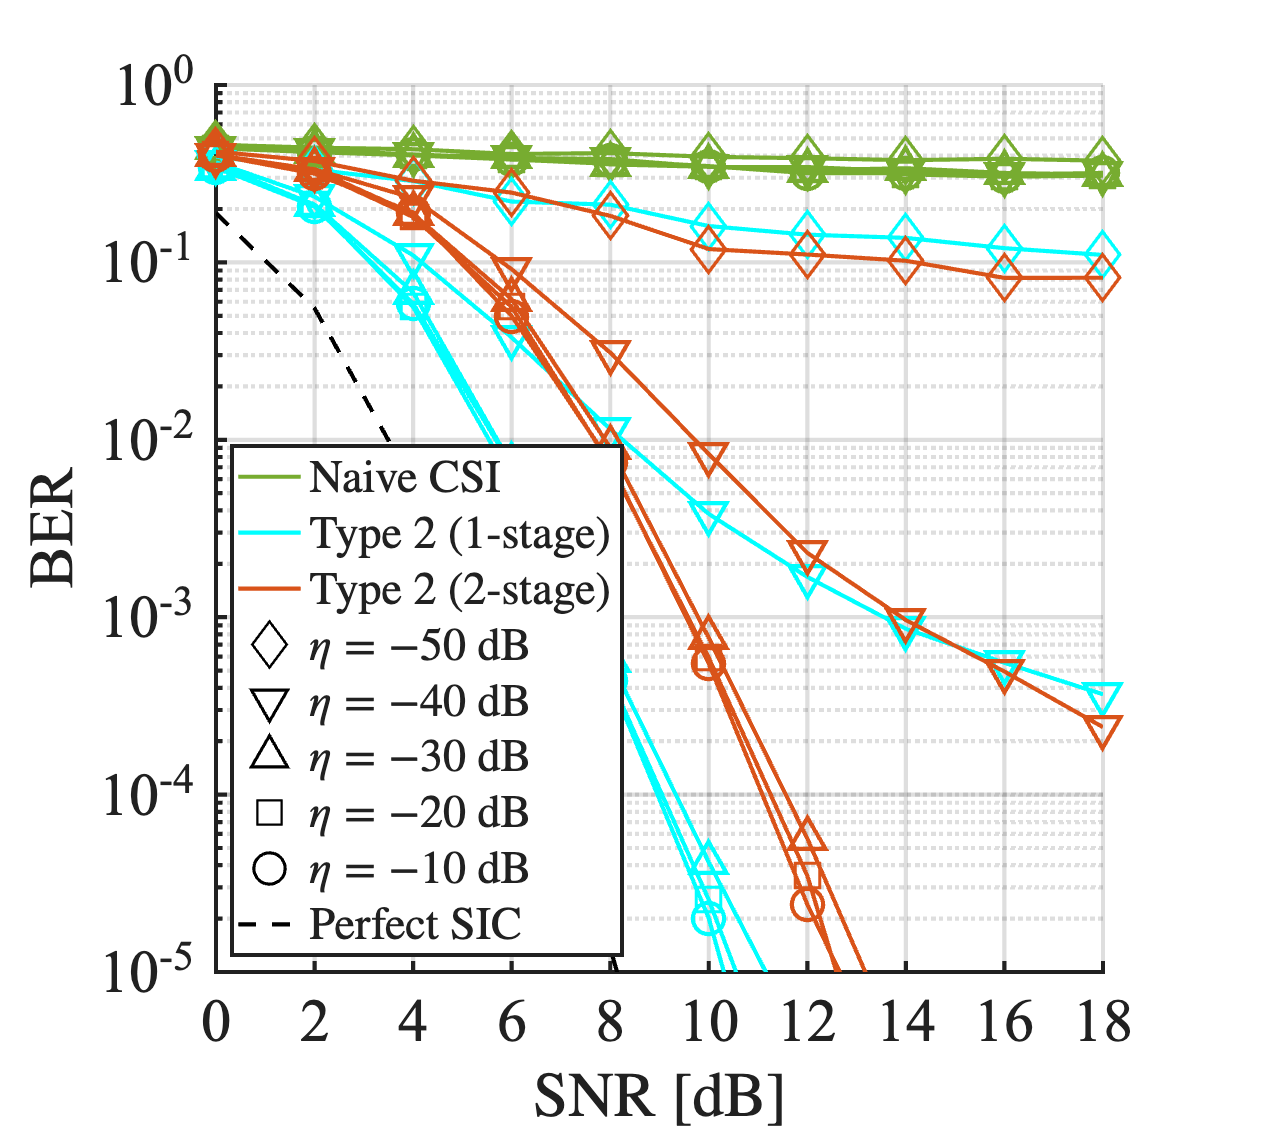 10^0
10^-1
10^-2
10^-3
10^-4
10^-5
BER
Naive CSI
Type 2 (1-stage)
Type 2 (2-stage)
η = −50 dB
η = −40 dB
η = −30 dB
η = −20 dB
η = −10 dB
Perfect SIC
0 2 4 6 8 10 12 14 16 18
SNR [dB]